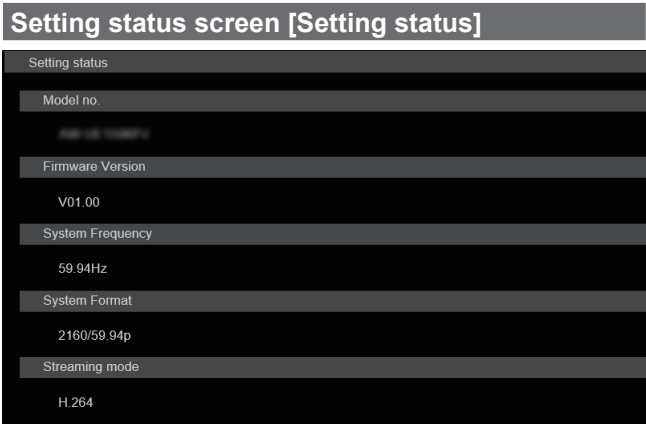 Setting status screen [Setting status]
Setting status
Model no.
Firmware Version
V01.00
System Frequency
59.94Hz
System Format
2160/59.94p
Streaming mode
H.264